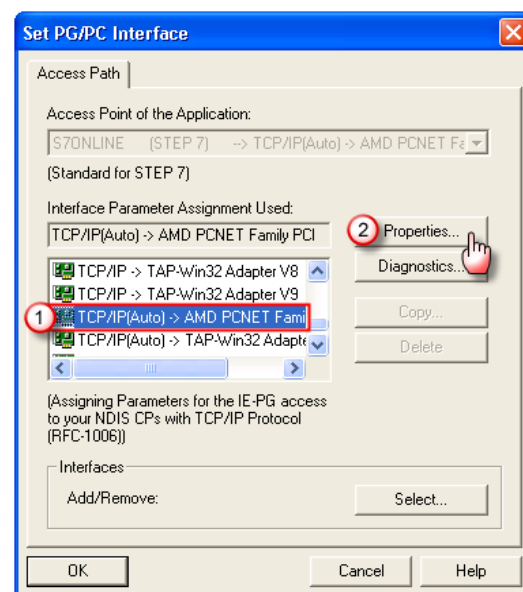 Set PG/PC Interface
Access Path
Access Point of the Application:
S7ONLINE (STEP 7) --> TCP/IP(Auto) -> AMD PCNET Fa
(Standard for STEP 7)
Interface Parameter Assignment Used:
TCP/IP(Auto) -> AMD PCNET Family PCI
2 Properties...
TCP/IP -> TAP-Win32 Adapter V8
Diagnostics...
TCP/IP -> TAP-Win32 Adapter V9
1 TCP/IP(Auto) -> AMD PCNET Fami
Copy...
TCP/IP(Auto) -> TAP-Win32 Adapte
Delete
(Assigning Parameters for the IE-PG access
to your NDIS CPs with TCP/IP Protocol
(RFC-1006))
Interfaces
Add/Remove:
Select...
OK
Cancel
Help